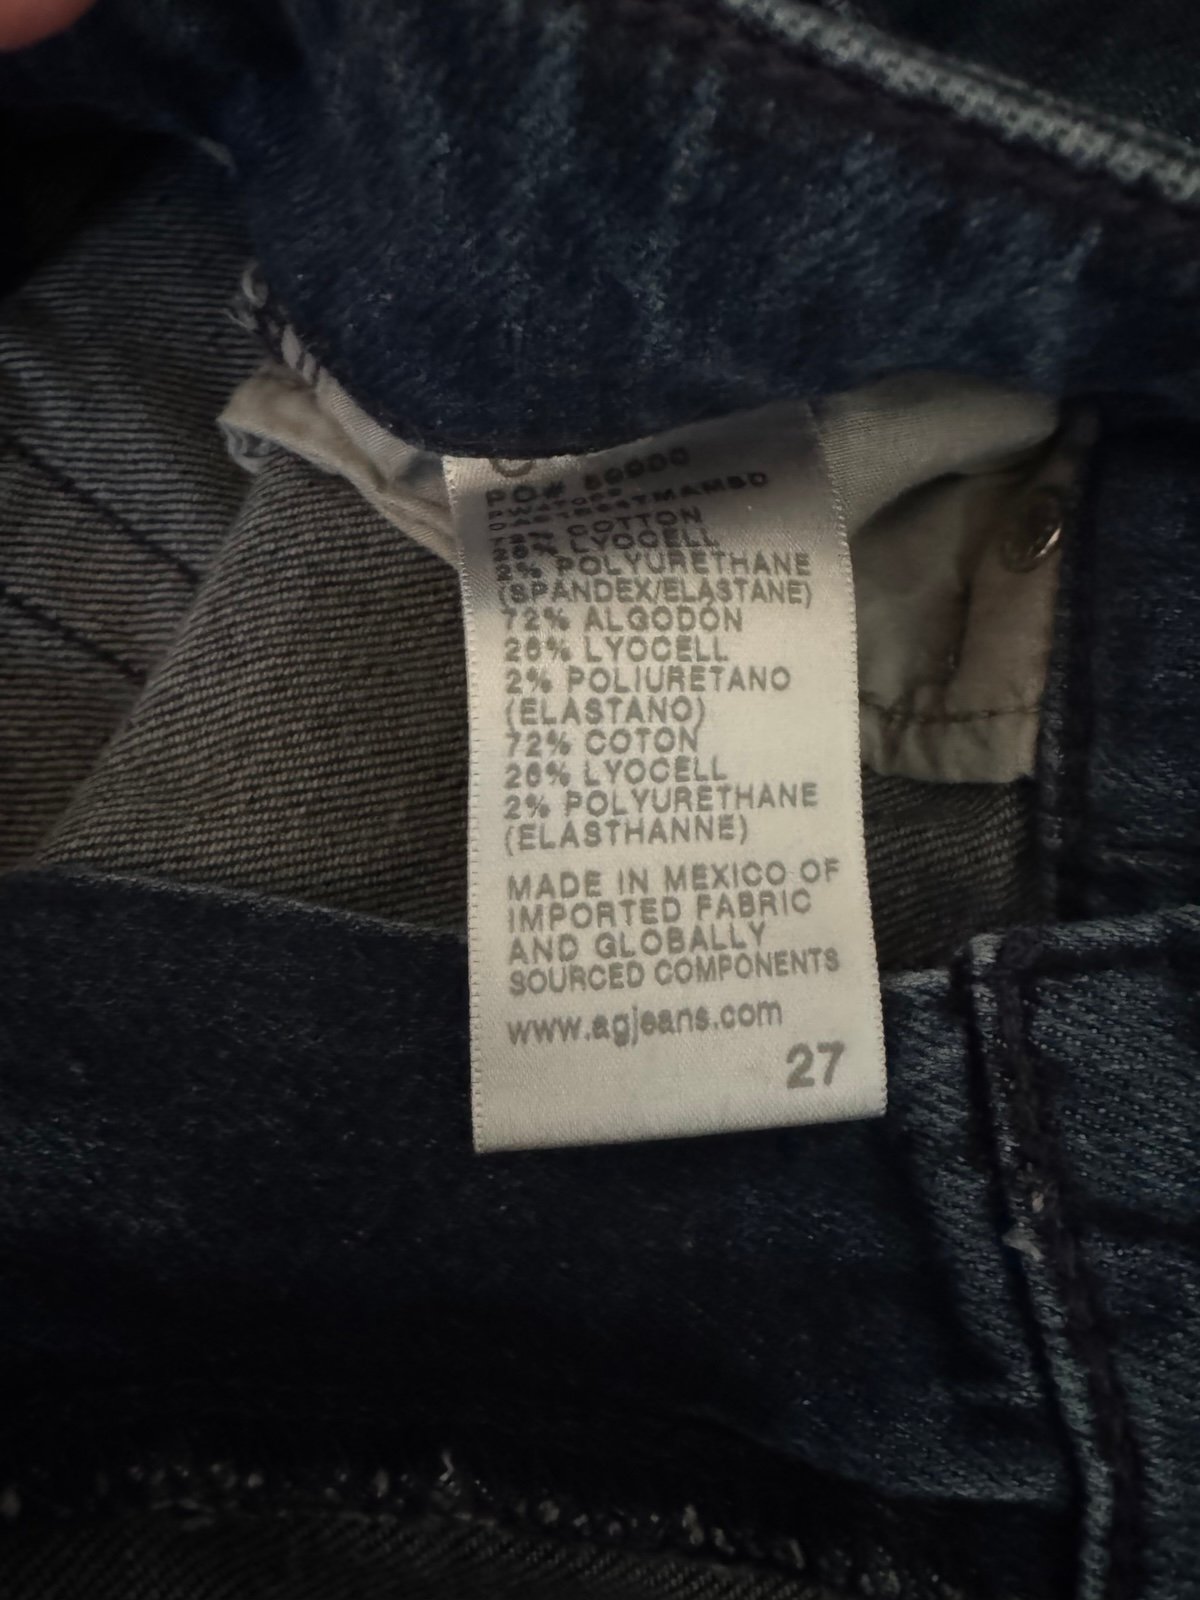 PO#
72% COTTON
26% LYOCELL
2% POLYURETHANE
(SPANDEX/ELASTANE)
72% ALGODÓN
26% LYOCELL
2% POLIURETANO
(ELASTANO)
72% COTON
26% LYOCELL
2% POLYURETHANE
(ELASTHANNE)
MADE IN MEXICO OF
IMPORTED FABRIC
AND GLOBALLY
SOURCED COMPONENTS
www.agjeans.com
27